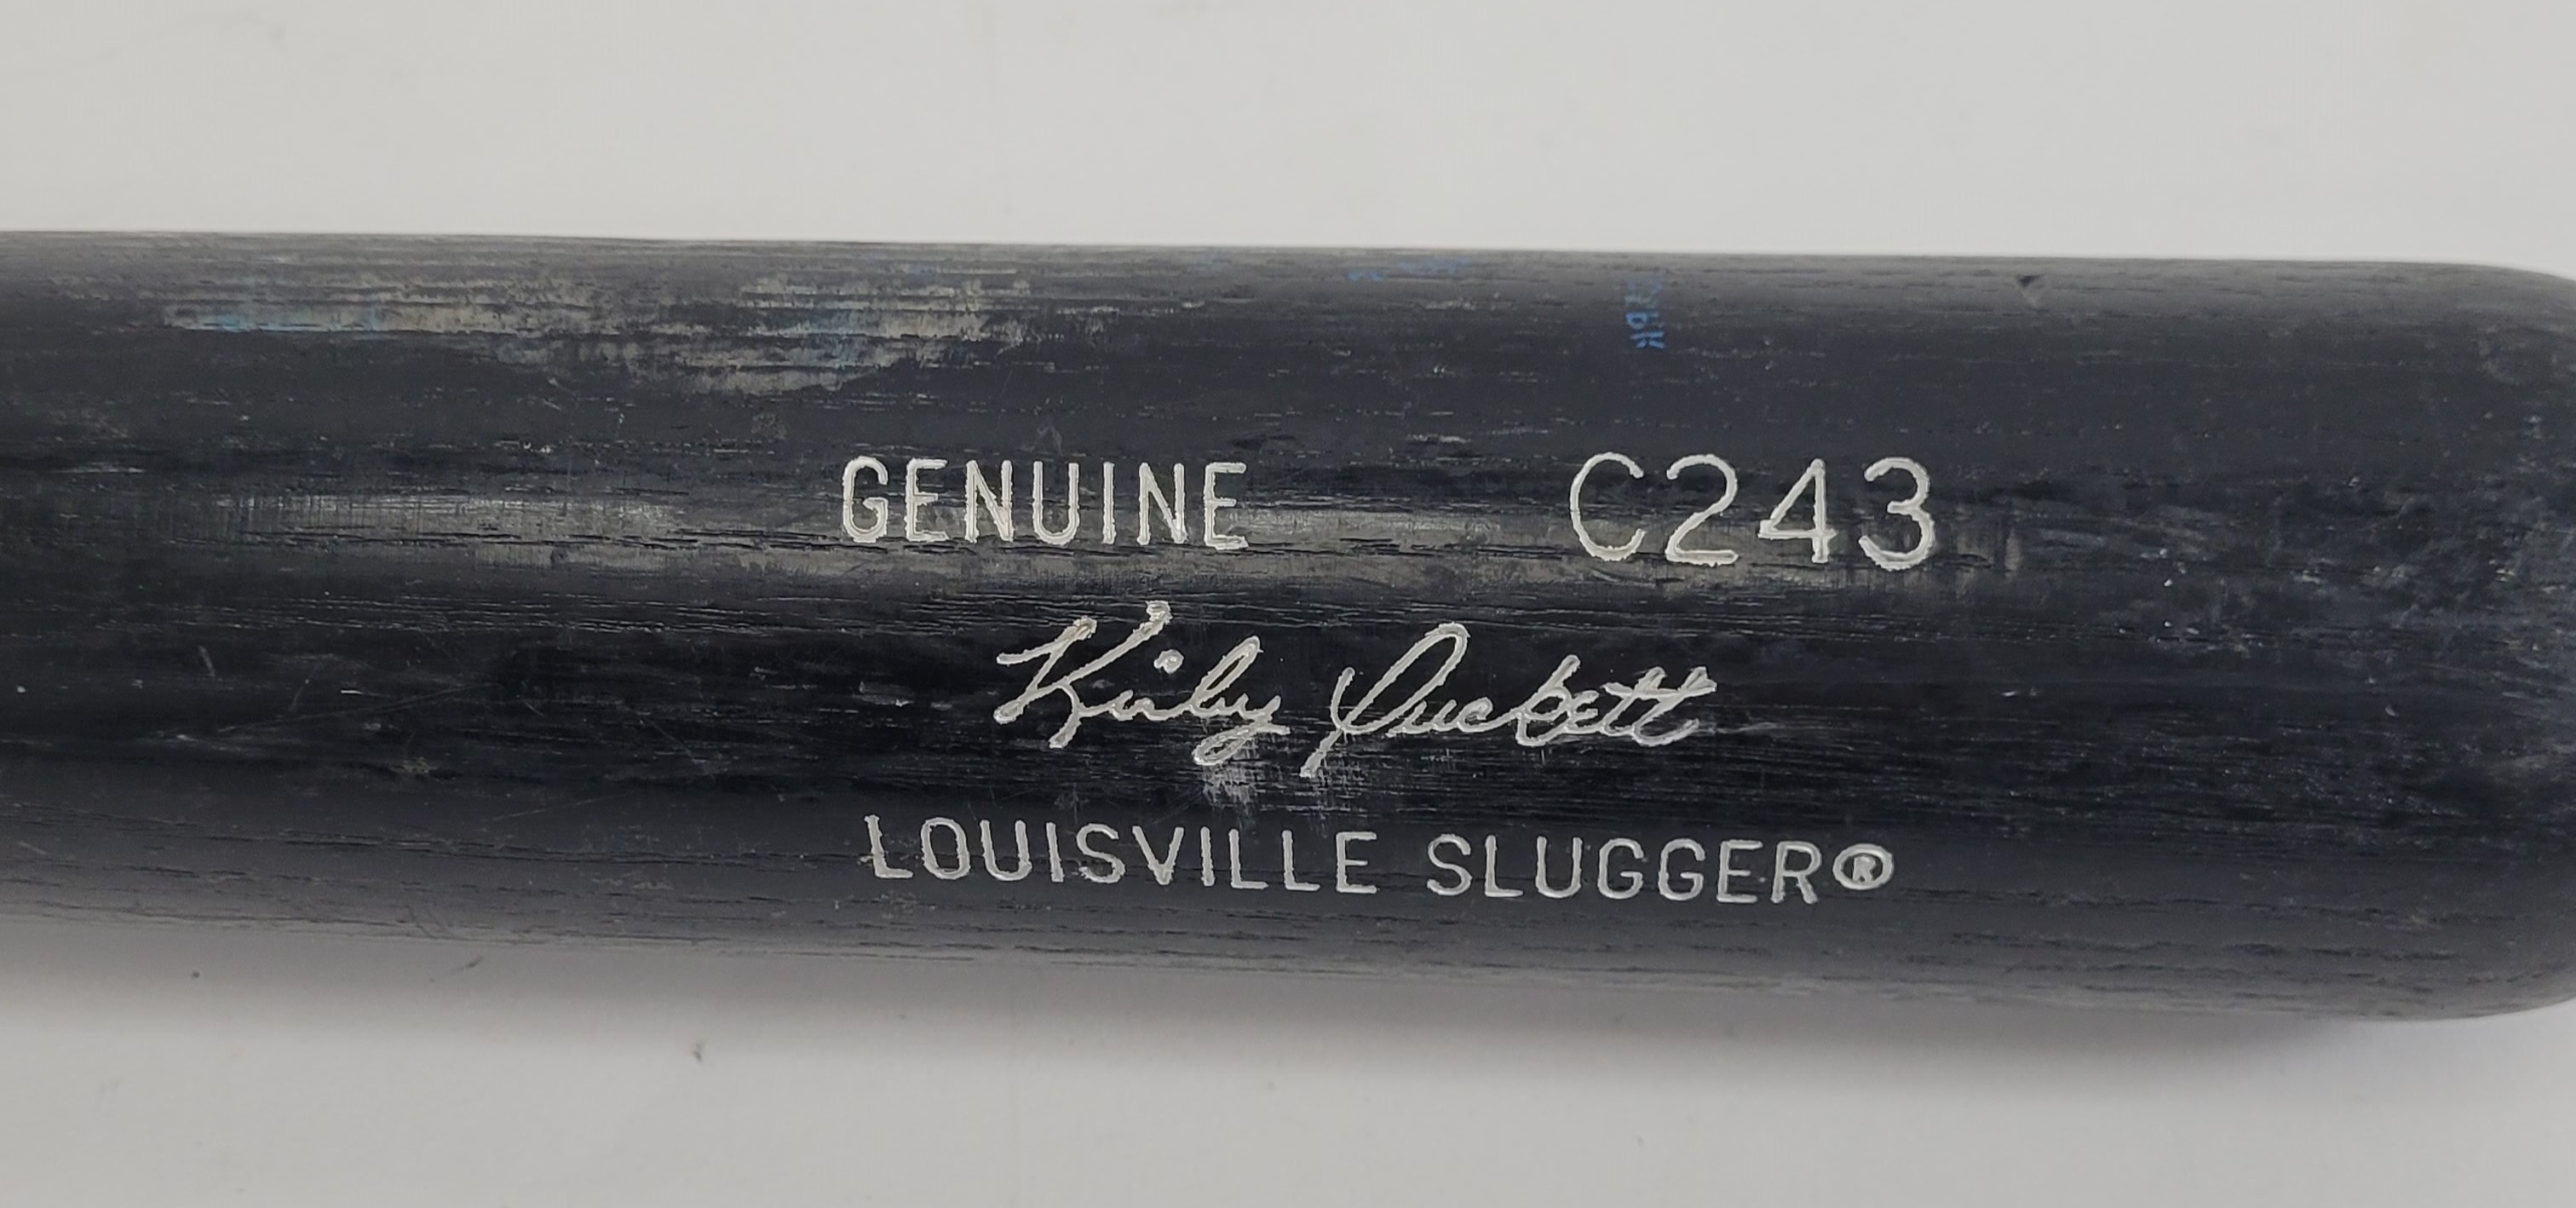 GENUINE C243
Kirby Puckett
LOUISVILLE SLUGGER®